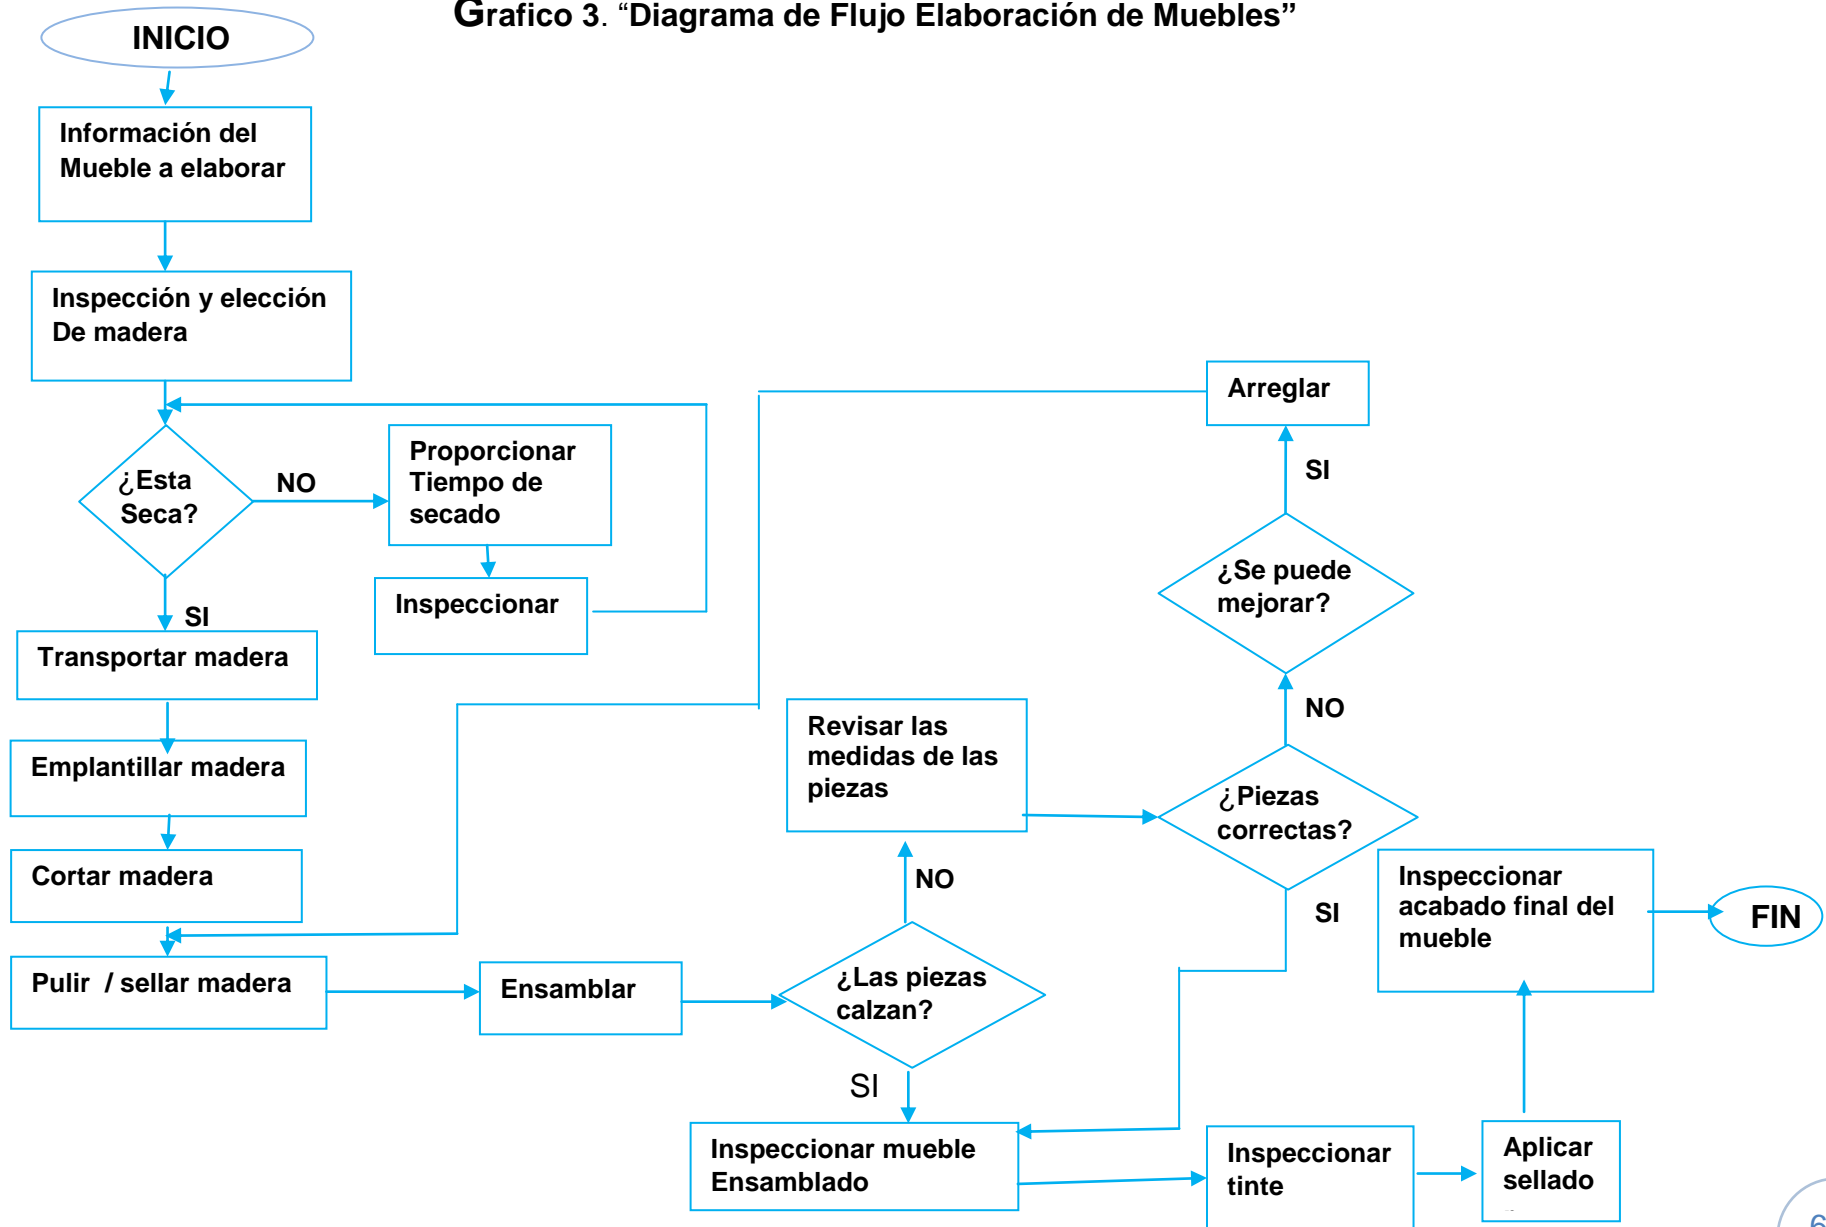 Grafico 3. “Diagrama de Flujo Elaboración de Muebles”
INICIO
Información del
Mueble a elaborar
Inspección y elección
De madera
¿Esta
Seca?
NO
Proporcionar
Tiempo de
secado
Inspeccionar
SI
Transportar madera
Emplantillar madera
Cortar madera
Pulir / sellar madera
Ensamblar
¿Las piezas
calzan?
NO
Revisar las
medidas de las
piezas
¿Piezas
correctas?
NO
¿Se puede
mejorar?
SI
Arreglar
SI
SI
Inspeccionar mueble
Ensamblado
Inspeccionar
tinte
Aplicar
sellado
Inspeccionar
acabado final del
mueble
FIN